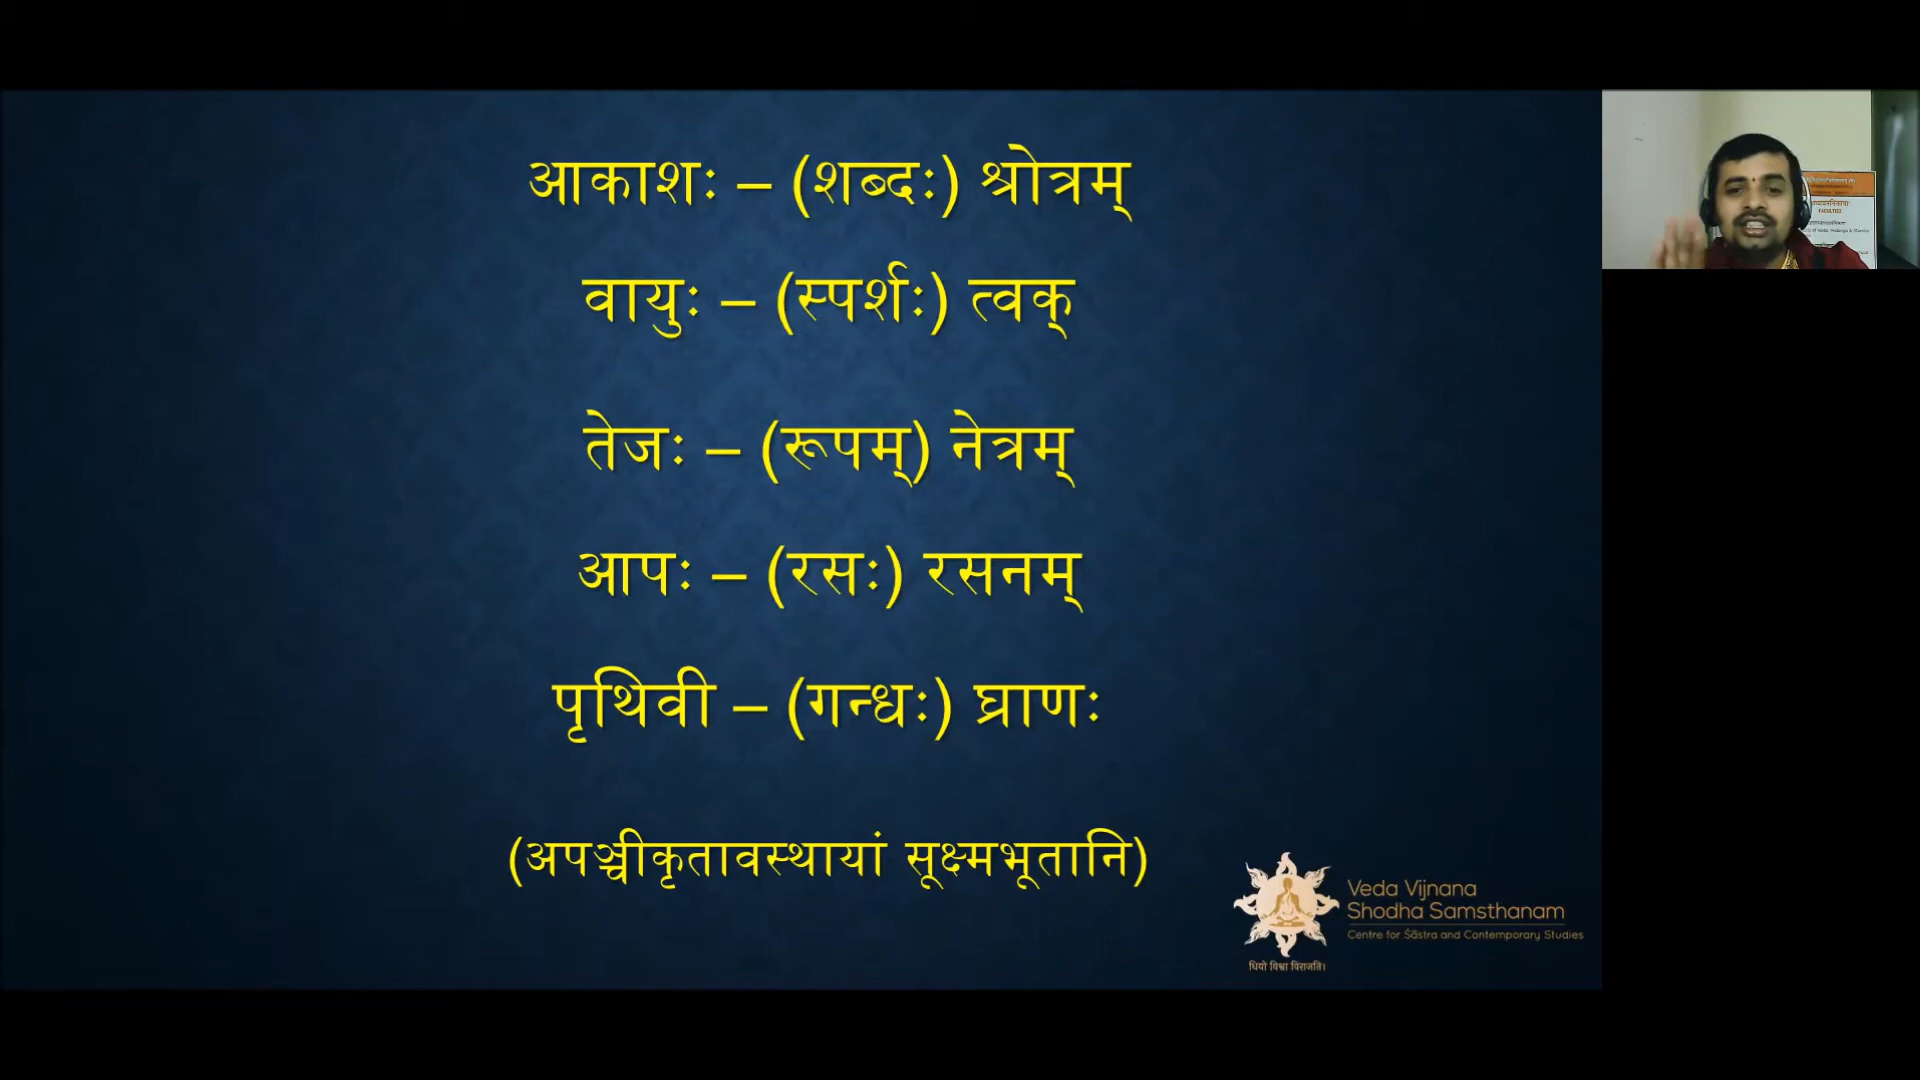 आकाशः – (शब्दः) श्रोत्रम्
वायुः – (स्पर्शः) त्वक्
तेजः – (रूपम्) नेत्रम्
आपः – (रसः) रसनम्
पृथिवी – (गन्धः) घ्राणः
(अपञ्चीकृतावस्थायां सूक्ष्मभूतानि)
Veda Vijnana
Shodha Samsthanam
Centre for Śāstra and Contemporary Studies
धियो विश्वा विराजति।